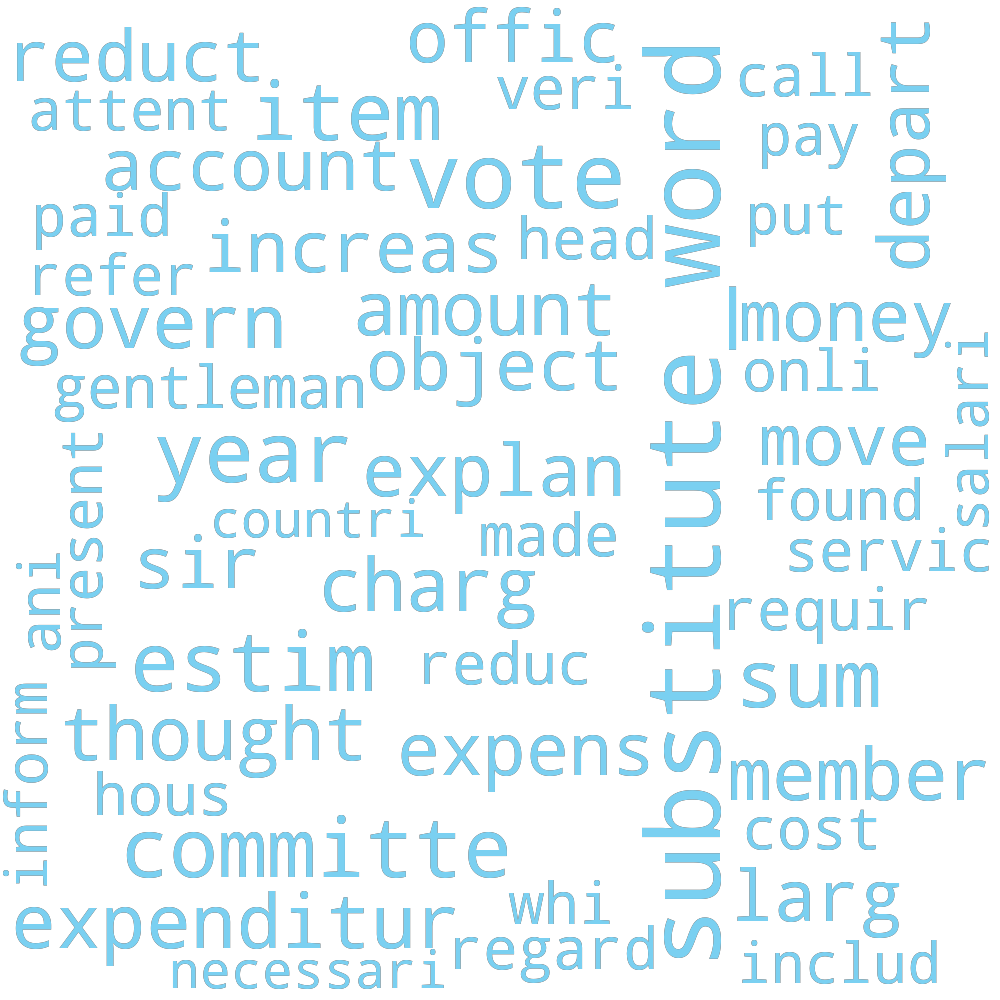 offic
reduct
call
depart
veri
attent
item
pay
account
vote
substitute word
paid
put
increas
head
refer
amount
money
govern
object
onli
gentleman
salari
year
move
explan
present
found
countri
made
sir
servic
charg
ani
requir
estim
reduc
sum
thought
expens
inform
member
hous
cost
committe
larg
whi
expenditur
regard
includ
necessari